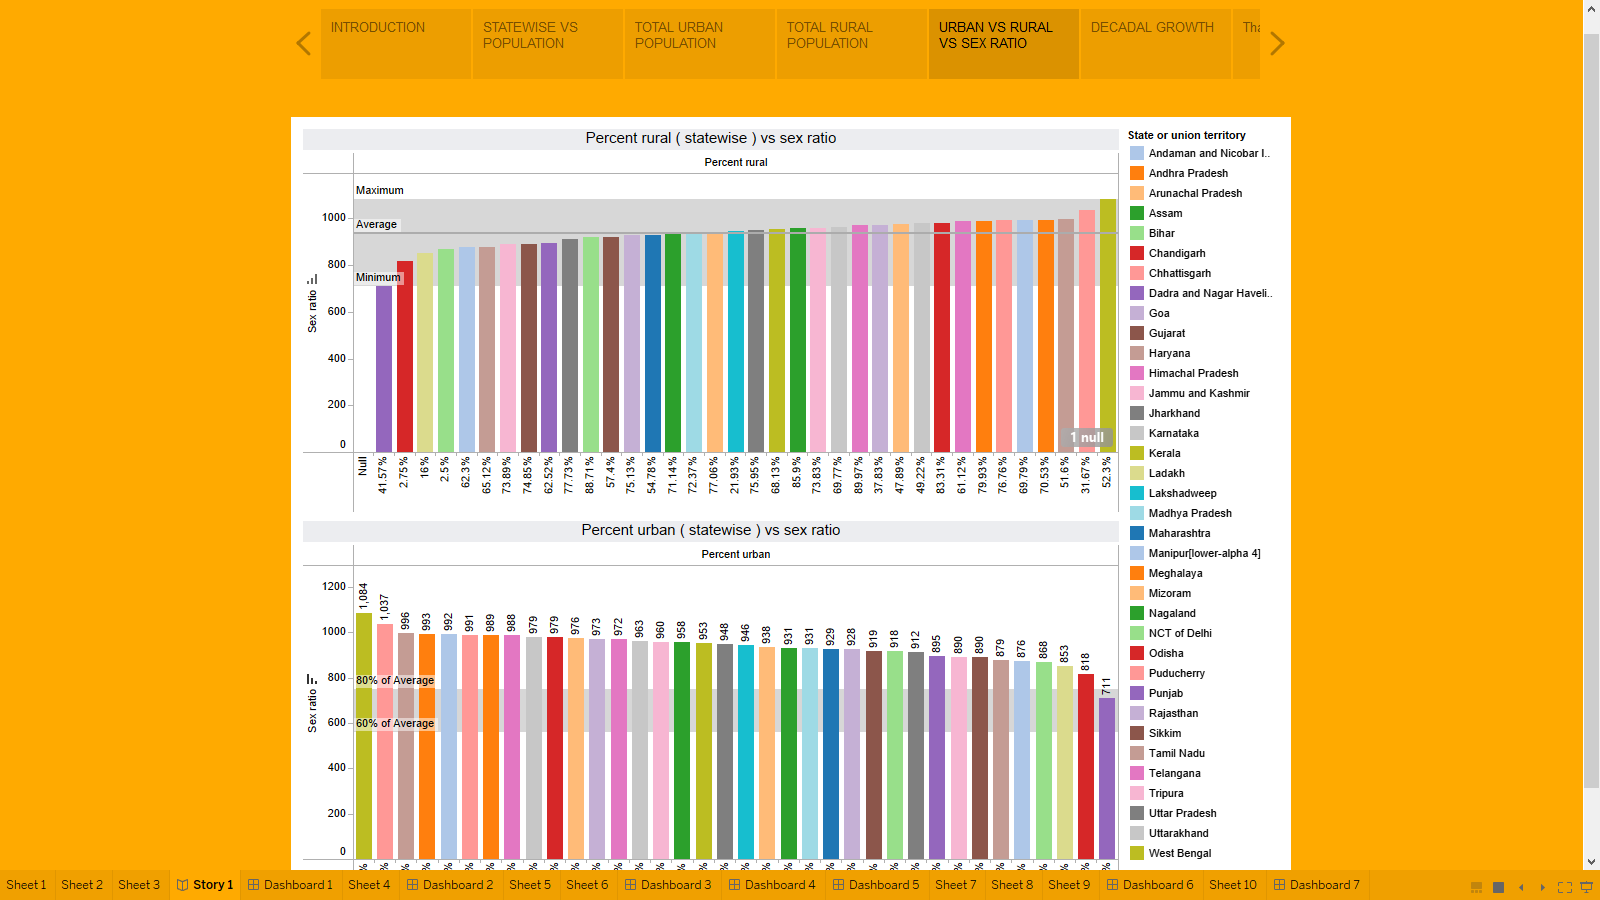 INTRODUCTION
STATEWISE VS
POPULATION
TOTAL URBAN
POPULATION
TOTAL RURAL
POPULATION
URBAN VS RURAL
VS SEX RATIO
DECADAL GROWTH
Percent rural ( statewise ) vs sex ratio
Percent rural
Maximum
Average
Minimum
1000
800
600
400
200
0
Sex ratio
1 null
Null
41.57%
2.75%
16%
2.5%
62.3%
65.12%
73.89%
74.85%
62.52%
77.73%
88.71%
57.4%
75.13%
54.78%
71.14%
72.37%
77.06%
21.93%
75.95%
68.13%
85.9%
73.83%
69.77%
89.97%
37.83%
47.89%
49.22%
83.31%
61.12%
79.93%
76.76%
69.79%
70.53%
51.6%
31.67%
52.3%
Percent urban ( statewise ) vs sex ratio
Percent urban
1200
1000
800
600
400
200
0
Sex ratio
80% of Average
60% of Average
1,084
1,037
996
993
992
991
989
988
979
979
976
973
972
963
960
958
953
948
946
938
931
931
929
928
919
918
912
895
890
890
879
876
868
853
818
711
State or union territory
Andaman and Nicobar I..
Andhra Pradesh
Arunachal Pradesh
Assam
Bihar
Chandigarh
Chhattisgarh
Dadra and Nagar Haveli..
Goa
Gujarat
Haryana
Himachal Pradesh
Jammu and Kashmir
Jharkhand
Karnataka
Kerala
Ladakh
Lakshadweep
Madhya Pradesh
Maharashtra
Manipur[lower-alpha 4]
Meghalaya
Mizoram
Nagaland
NCT of Delhi
Odisha
Puducherry
Punjab
Rajasthan
Sikkim
Tamil Nadu
Telangana
Tripura
Uttar Pradesh
Uttarakhand
West Bengal
Sheet 1
Sheet 2
Sheet 3
Story 1
Dashboard 1
Sheet 4
Dashboard 2
Sheet 5
Sheet 6
Dashboard 3
Dashboard 4
Dashboard 5
Sheet 7
Sheet 8
Sheet 9
Dashboard 6
Sheet 10
Dashboard 7